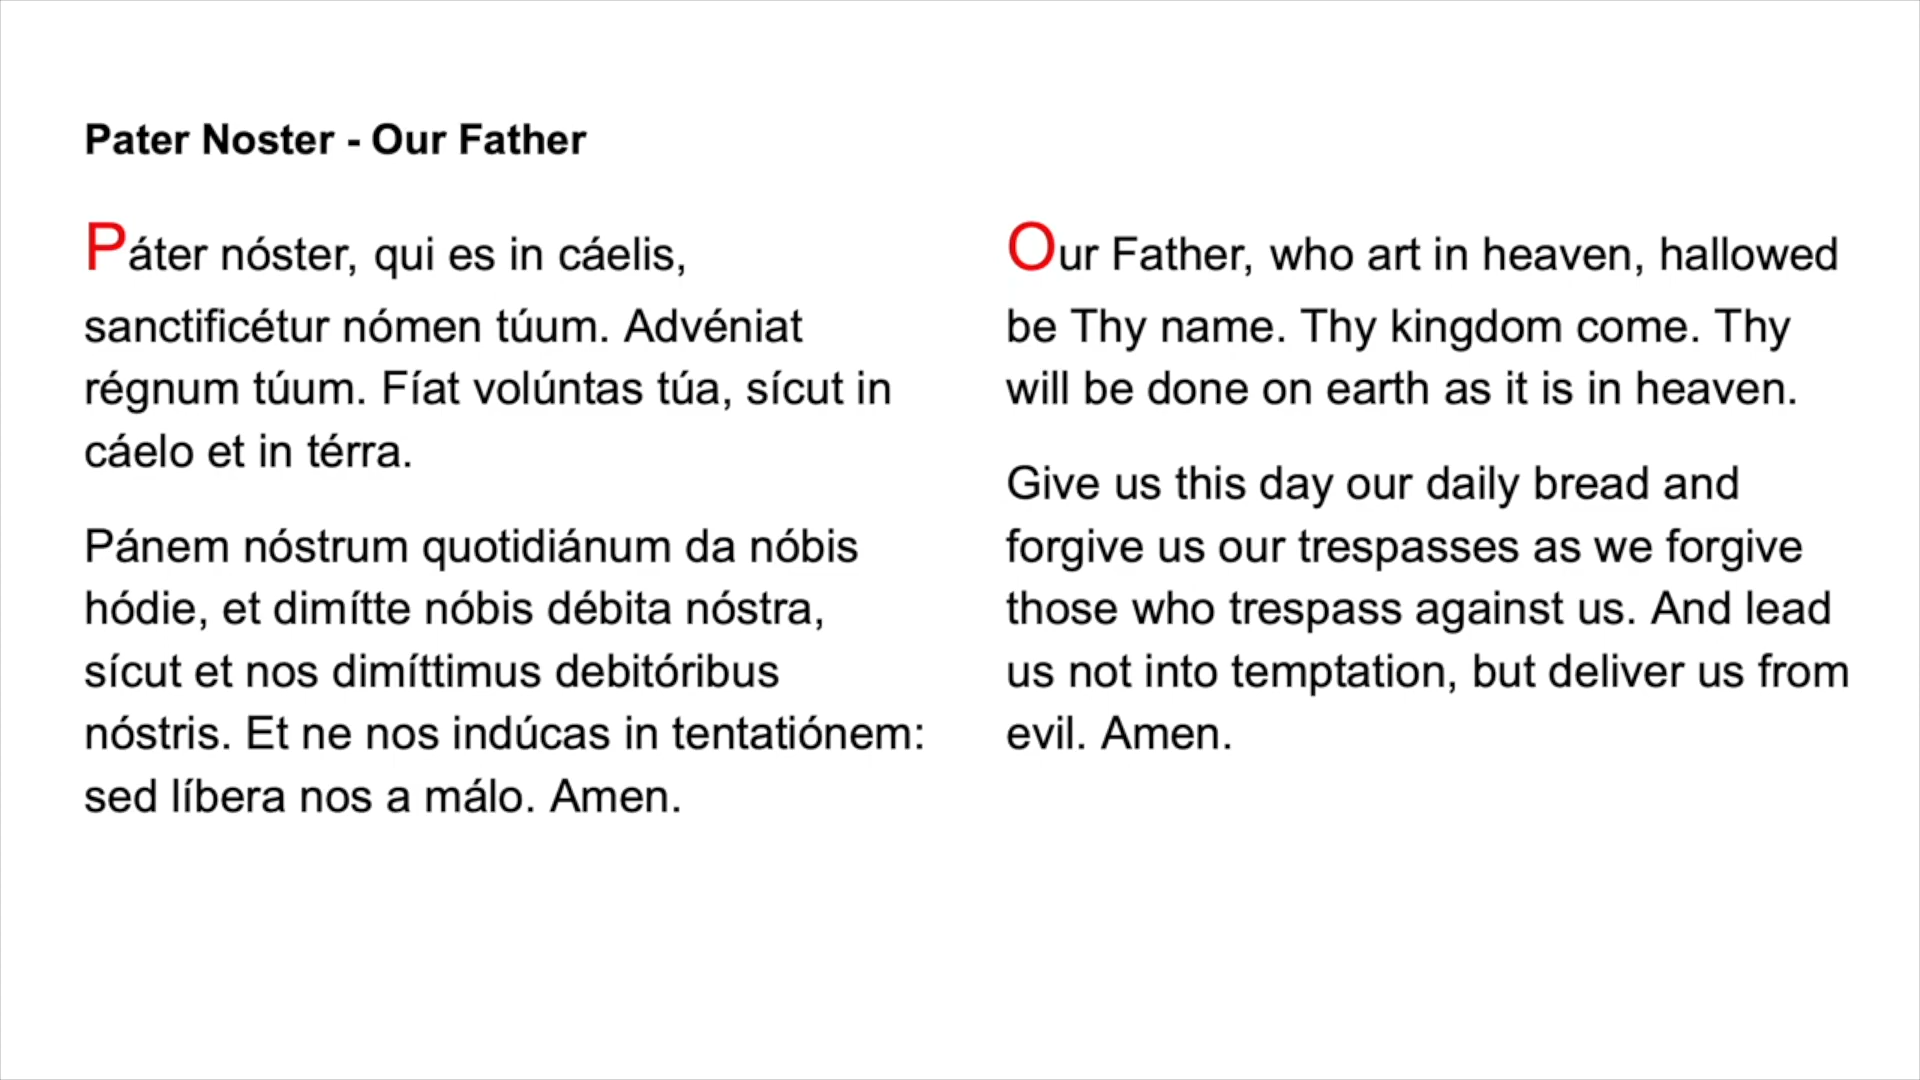 Pater Noster - Our Father
Páter nóster, qui es in cáelis,
sanctificétur nómen túum. Advéniat
régnum túum. Fíat volúntas túa, sícut in
cáelo et in térra.
Pánem nóstrum quotidiánum da nóbis
hódie, et dimítte nóbis débita nóstra,
sícut et nos dimíttimus debitóribus
nóstris. Et ne nos indúcas in tentatiónem:
sed líbera nos a málo. Amen.
Our Father, who art in heaven, hallowed
be Thy name. Thy kingdom come. Thy
will be done on earth as it is in heaven.
Give us this day our daily bread and
forgive us our trespasses as we forgive
those who trespass against us. And lead
us not into temptation, but deliver us from
evil. Amen.